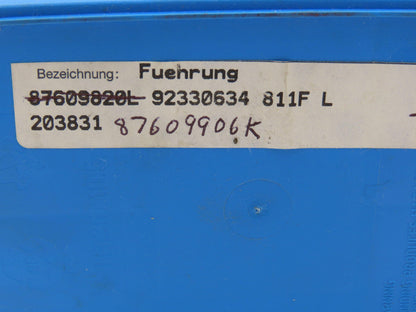 Bezeichnung: Fuehrung
87609820L 92330634 811F L
203831 87609906K